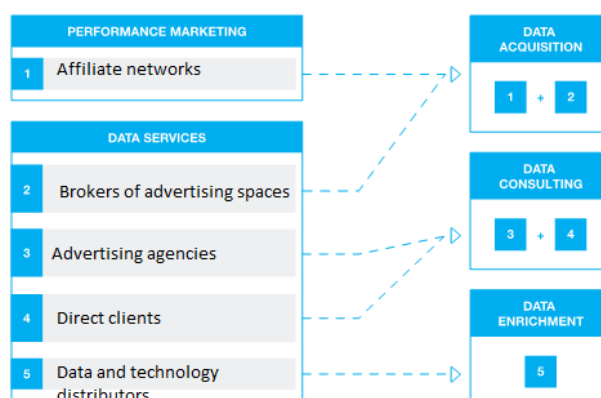 PERFORMANCE MARKETING
1 Affiliate networks
DATA SERVICES
2 Brokers of advertising spaces
3 Advertising agencies
4 Direct clients
5 Data and technology
distributors
DATA
ACQUISITION
1 + 2
DATA
CONSULTING
3 + 4
DATA
ENRICHMENT
5